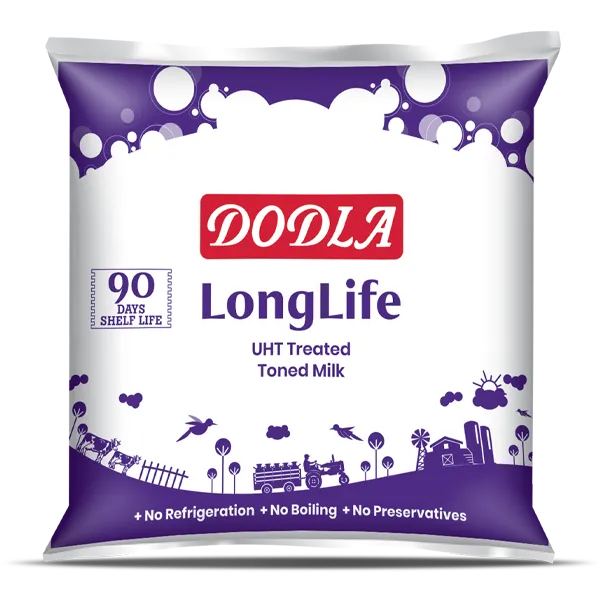 DODLA
90
DAYS
SHELF LIFE
LongLife
UHT Treated
Toned Milk
+ No Refrigeration + No Boiling + No Preservatives